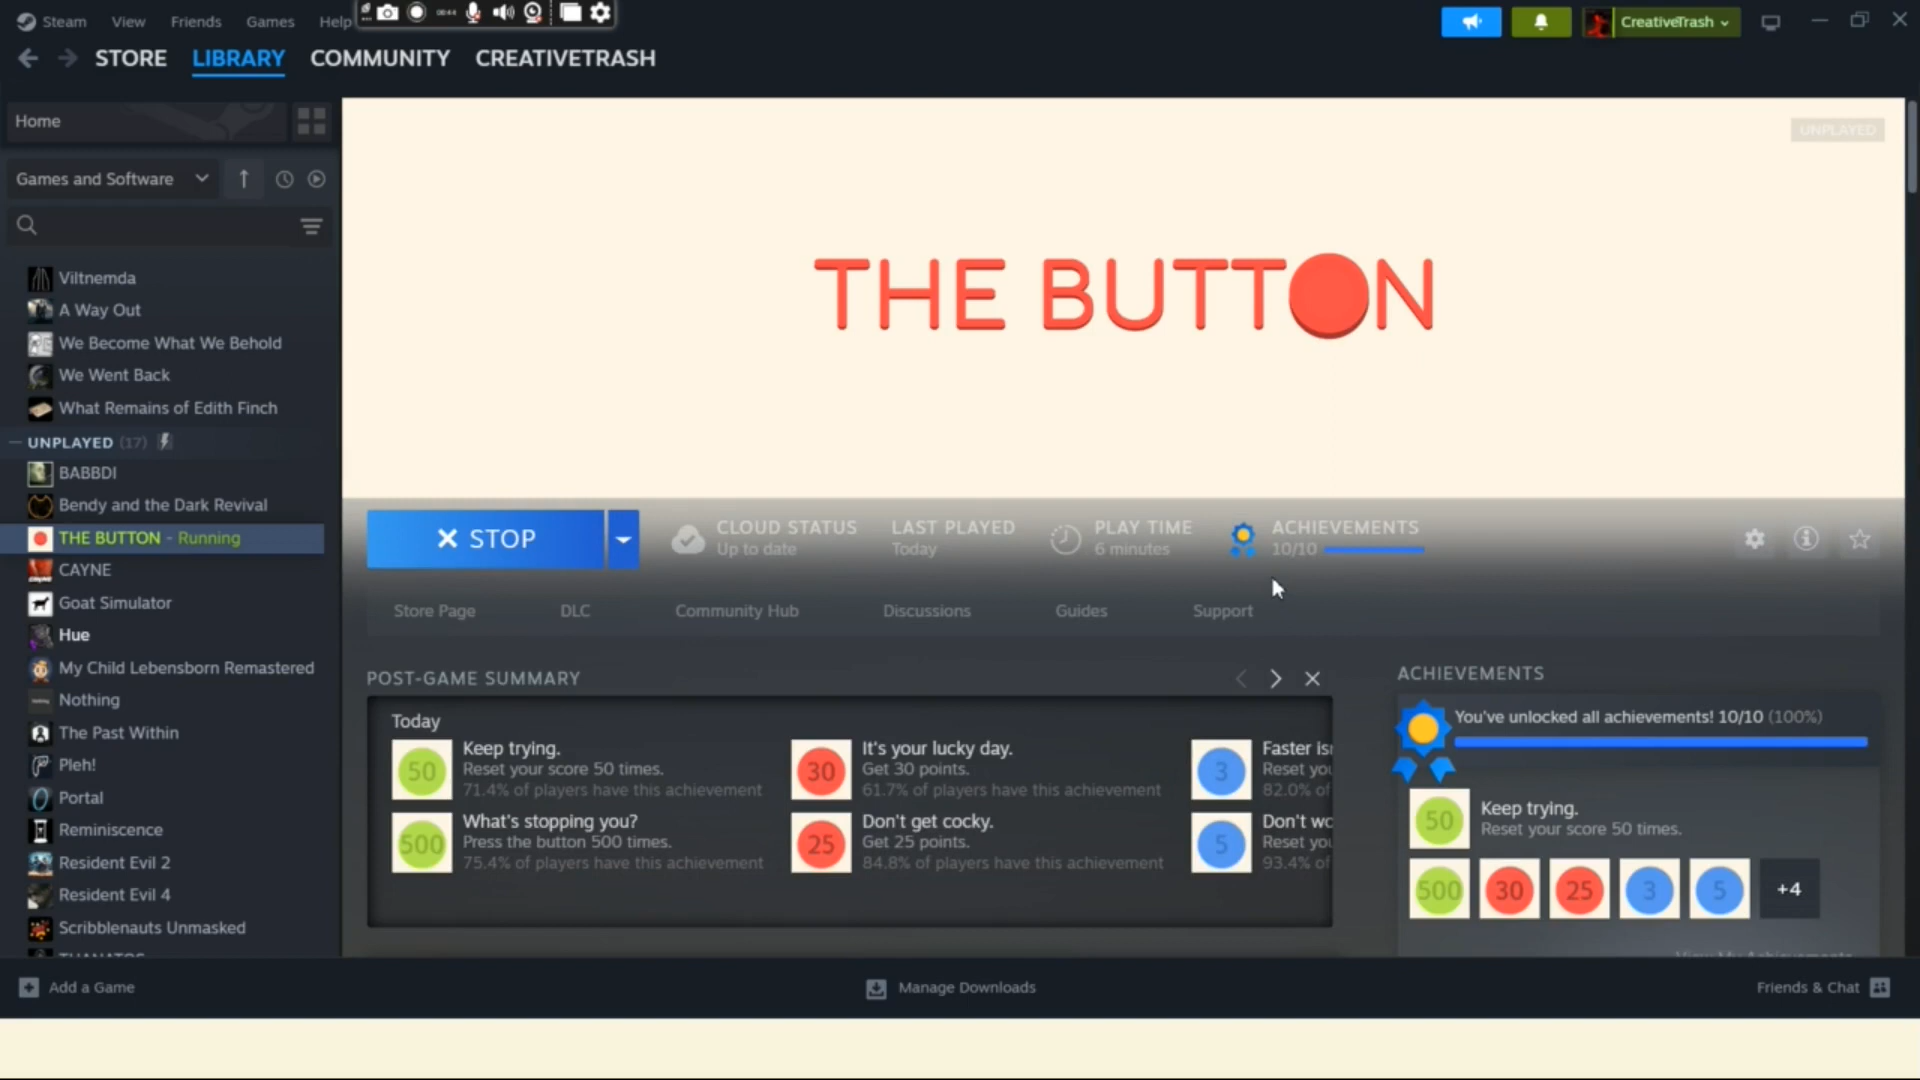 Steam View Friends Games Help
CreativeTrash
STORE LIBRARY COMMUNITY CREATIVETRASH
Home
Games and Software
Viltnemda
A Way Out
We Become What We Behold
We Went Back
What Remains of Edith Finch
UNPLAYED (17)
BABBDI
Bendy and the Dark Revival
THE BUTTON - Running
CAYNE
Goat Simulator
Hue
My Child Lebensborn Remastered
Nothing
The Past Within
Pleh!
Portal
Reminiscence
Resident Evil 2
Resident Evil 4
Scribblenauts Unmasked
THANATOS
UNPLAYED
THE BUTTON
STOP
CLOUD STATUS
Up to date
LAST PLAYED
Today
PLAY TIME
6 minutes
ACHIEVEMENTS
10/10
Store Page DLC Community Hub Discussions Guides Support
POST-GAME SUMMARY
Today
50
Keep trying.
Reset your score 50 times.
71.4% of players have this achievement
30
It's your lucky day.
Get 30 points.
61.7% of players have this achievement
3
Faster is
Reset you
82.0% of
500
What's stopping you?
Press the button 500 times.
75.4% of players have this achievement
25
Don't get cocky.
Get 25 points.
84.8% of players have this achievement
5
Don't wo
Reset you
93.4% of
ACHIEVEMENTS
You've unlocked all achievements! 10/10 (100%)
50
Keep trying.
Reset your score 50 times.
500 30 25 3 5 +4
View My Achievements
Add a Game
Manage Downloads
Friends & Chat